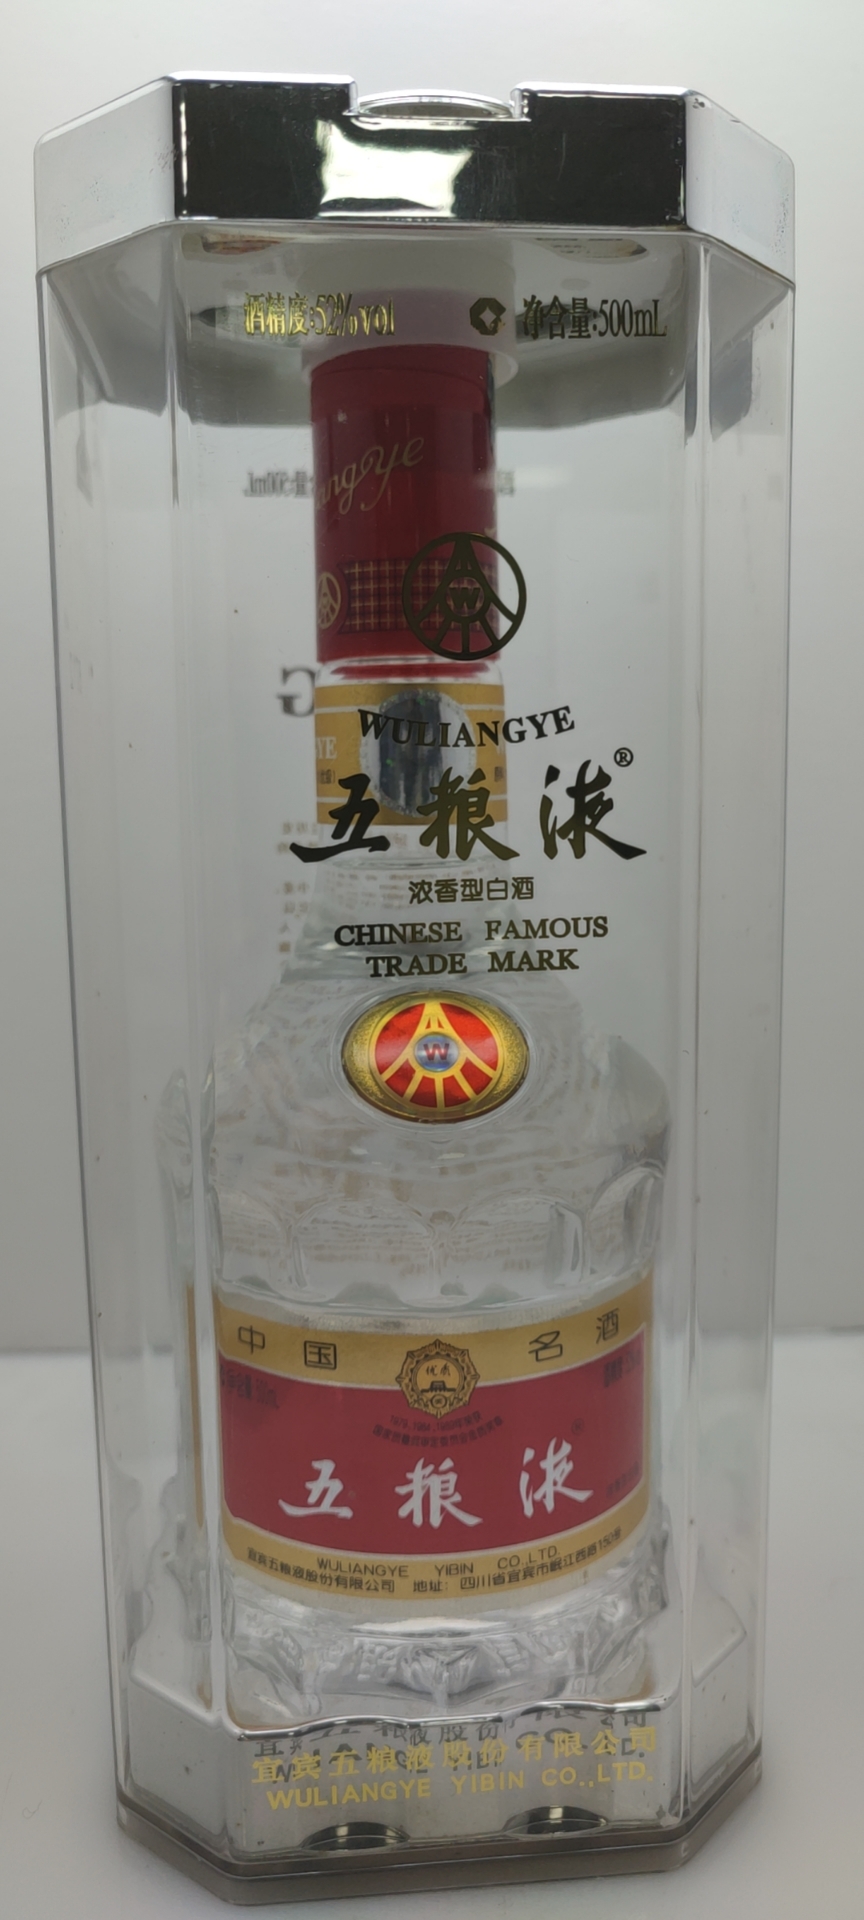 酒精度:52%vol 净含量:500mL
angye
W
WULIANGYE
五粮液®
浓香型白酒
CHINESE FAMOUS
TRADE MARK
W
中国名酒
优质
五粮液
WULIANGYE YIBIN CO.,LTD.
宜宾五粮液股份有限公司 地址：四川省宜宾市岷江西路150号
宜宾五粮液股份有限公司
WULIANGYE YIBIN CO.,LTD.